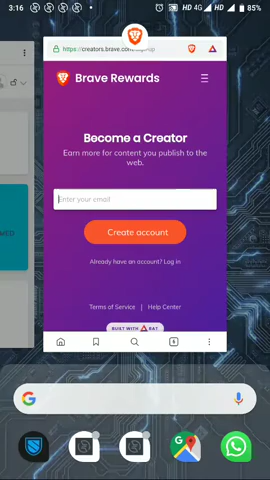 3:16
HD 4G
85%
https://creators.brave.com
Brave Rewards
Become a Creator
Earn more for content you publish to the
web.
Enter your email
Create account
Already have an account? Log in
Terms of Service | Help Center
BUILT WITH BAT
6